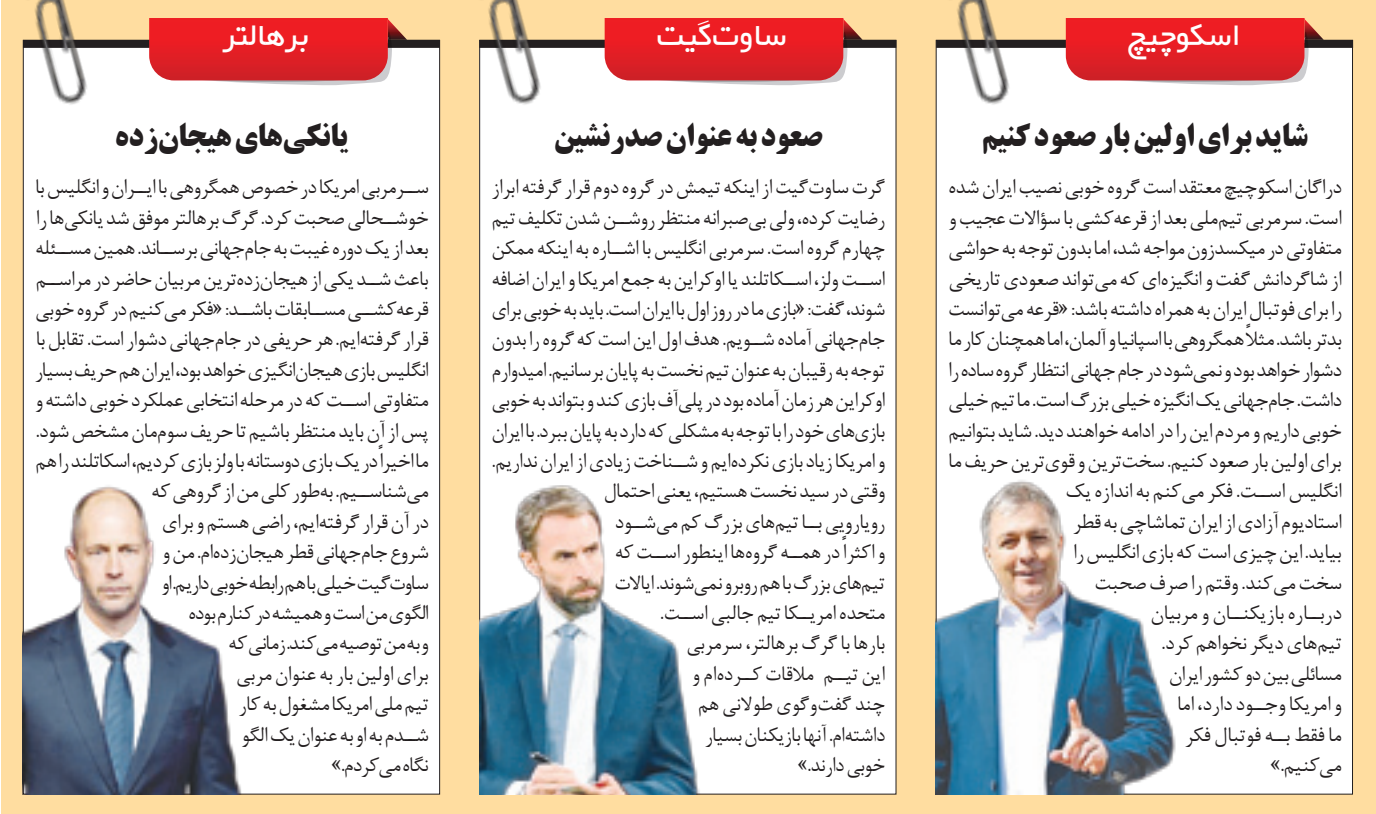 اسکوچیچ
شاید برای اولین بار صعود کنیم
دراگان اسکوچیچ معتقد است گروه خوبی نصیب ایران شده
است. سرمربی تیم‌ملی بعد از قرعه‌کشی با سؤالات عجیب و
متفاوتی در میکسدزون مواجه شد، اما بدون توجه به حواشی
از شاگردانش گفت و انگیزه‌ای که می‌تواند صعودی تاریخی
را برای فوتبال ایران به همراه داشته باشد: «قرعه می‌توانست
بدتر باشد. مثلاً همگروهی با اسپانیا و آلمان، اما همچنان کار ما
دشوار خواهد بود و نمی‌شود در جام جهانی انتظار گروه ساده را
داشت. جام‌جهانی یک انگیزه خیلی بزرگ است. ما تیم خیلی
خوبی داریم و مردم این را در ادامه خواهند دید. شاید بتوانیم
برای اولین بار صعود کنیم. سخت‌ترین و قوی‌ترین حریف ما
انگلیس است. فکر می‌کنم به اندازه یک
استادیوم آزادی از ایران تماشاچی به قطر
بیاید. این چیزی است که بازی انگلیس را
سخت می‌کند. وقتم را صرف صحبت
درباره بازیکنان و مربیان
تیم‌های دیگر نخواهم کرد.
مسائلی بین دو کشور ایران
و امریکا وجود دارد، اما
ما فقط به فوتبال فکر
می‌کنیم.»
ساوت‌گیت
صعود به عنوان صدرنشین
گرت ساوت‌گیت از اینکه تیمش در گروه دوم قرار گرفته ابراز
رضایت کرده، ولی بی‌صبرانه منتظر روشن شدن تکلیف تیم
چهارم گروه است. سرمربی انگلیس با اشاره به اینکه ممکن
است ولز، اسکاتلند یا اوکراین به جمع امریکا و ایران اضافه
شوند، گفت: «بازی ما در روز اول با ایران است. باید به خوبی برای
جام‌جهانی آماده شویم. هدف اول این است که گروه را بدون
توجه به رقیبان به عنوان تیم نخست به پایان برسانیم. امیدوارم
اوکراین هر زمان آماده بود در پلی‌آف بازی کند و بتواند به خوبی
بازی‌های خود را با توجه به مشکلی که دارد به پایان ببرد. با ایران
و امریکا زیاد بازی نکرده‌ایم و شناخت زیادی از ایران نداریم.
وقتی در سید نخست هستیم، یعنی احتمال
رویارویی با تیم‌های بزرگ کم می‌شود
و اکثراً در همه گروه‌ها اینطور است که
تیم‌های بزرگ با هم روبرو نمی‌شوند. ایالات
متحده امریکا تیم جالبی است.
بارها با گرگ برهالتر، سرمربی
این تیم ملاقات کرده‌ام و
چند گفت‌وگوی طولانی هم
داشته‌ام. آنها بازیکنان بسیار
خوبی دارند.»
برهالتر
یانکی‌های هیجان‌زده
سرمربی امریکا در خصوص همگروهی با ایران و انگلیس با
خوشحالی صحبت کرد. گرگ برهالتر موفق شد یانکی‌ها را
بعد از یک دوره غیبت به جام‌جهانی برساند. همین مسئله
باعث شد یکی از هیجان‌زده‌ترین مربیان حاضر در مراسم
قرعه‌کشی مسابقات باشد: «فکر می‌کنیم در گروه خوبی
قرار گرفته‌ایم. هر حریفی در جام‌جهانی دشوار است. تقابل با
انگلیس بازی هیجان‌انگیزی خواهد بود، ایران هم حریف بسیار
متفاوتی است که در مرحله انتخابی عملکرد خوبی داشته و
پس از آن باید منتظر باشیم تا حریف سوم‌مان مشخص شود.
ما اخیراً در یک بازی دوستانه با ولز بازی کردیم، اسکاتلند را هم
می‌شناسیم. به‌طور کلی من از گروهی که
در آن قرار گرفته‌ایم، راضی هستم و برای
شروع جام‌جهانی قطر هیجان‌زده‌ام. من و
ساوت‌گیت خیلی با هم رابطه خوبی داریم. او
الگوی من است و همیشه در کنارم بوده
و به من توصیه می‌کند. زمانی که
برای اولین بار به عنوان مربی
تیم ملی امریکا مشغول به کار
شدم به او به عنوان یک الگو
نگاه می‌کردم.»